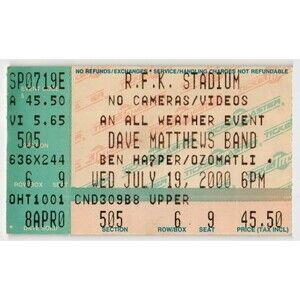 NO REFUNDS/EXCHANGES • SERVICE/HANDLING CHARGES NOT REFUNDABLE
SP0719E R.F.K. STADIUM
A 45.50 NO CAMERAS/VIDEOS
VI 5.65 AN ALL WEATHER EVENT
505 DAVE MATTHEWS BAND
636X244 BEN HARPER/OZOMATLI
6 9 WED JULY 19, 2000 6PM
OHT1001 CND309B8 UPPER
8APR0 505 6 9 45.50
SECTION/BOX ROW SEAT PRICE (TAX INCL)